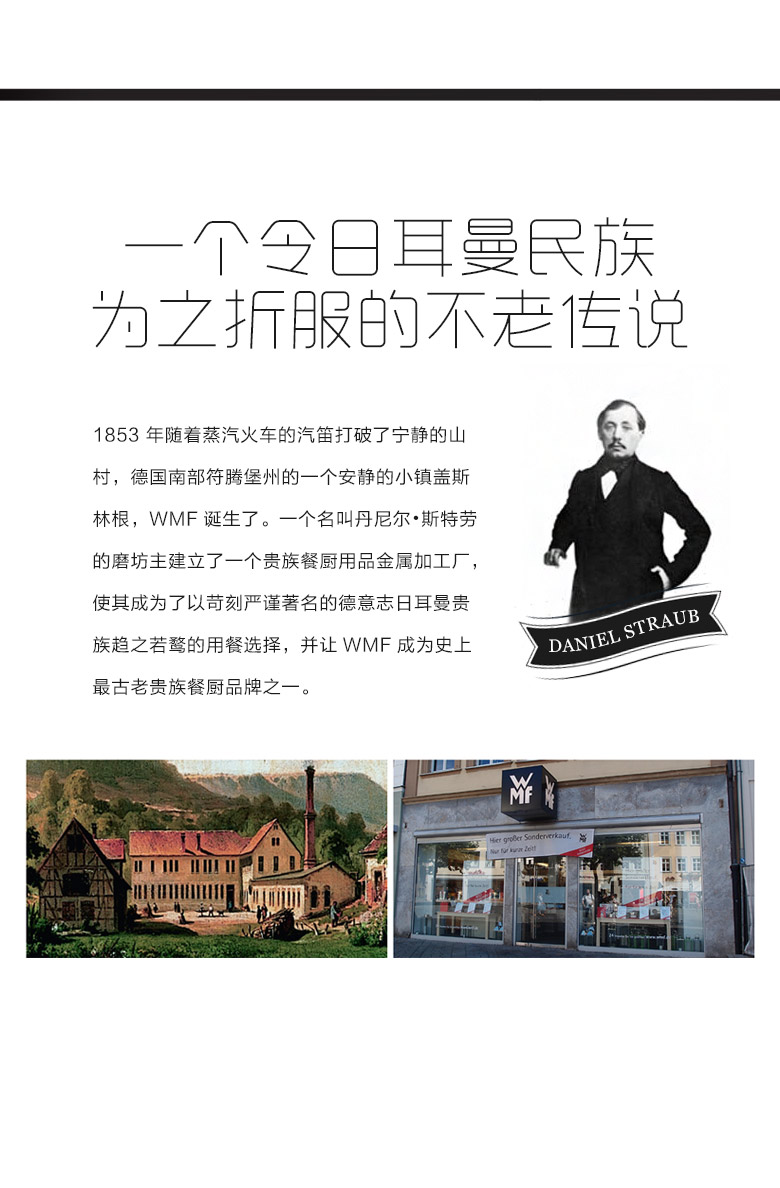 一个令日耳曼民族
为之折服的不老传说
1853 年随着蒸汽火车的汽笛打破了宁静的山
村，德国南部符腾堡州的一个安静的小镇盖斯
林根，WMF 诞生了。一个名叫丹尼尔•斯特劳
的磨坊主建立了一个贵族餐厨用品金属加工厂，
使其成为了以苛刻严谨著名的德意志日耳曼贵
族趋之若鹜的用餐选择，并让 WMF 成为史上
最古老贵族餐厨品牌之一。
DANIEL STRAUB
WMF
WMF
Hier großer Sonderverkauf.
Nur für kurze Zeit!